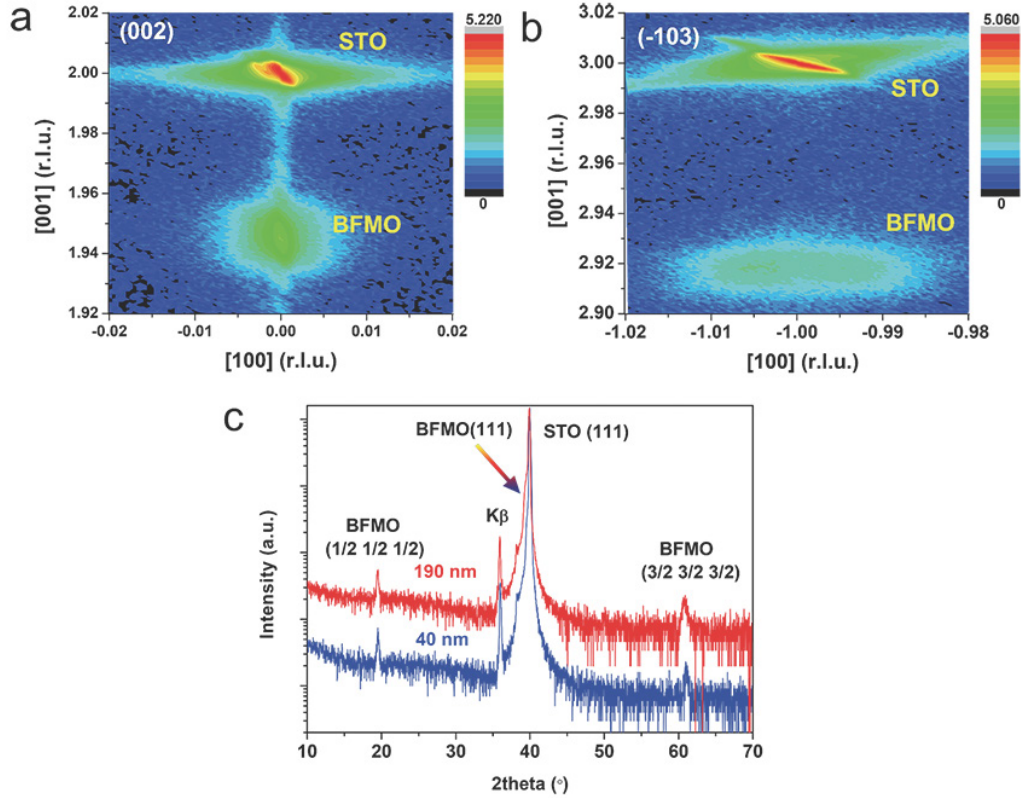 a
(002)
STO
BFMO
2.02
2.00
1.98
1.96
1.94
1.92
[001] (r.l.u.)
-0.02
-0.01
0.00
0.01
0.02
[100] (r.l.u.)
5.220
0
b
(-103)
STO
BFMO
3.02
3.00
2.98
2.96
2.94
2.92
2.90
[001] (r.l.u.)
-1.02
-1.01
-1.00
-0.99
-0.98
[100] (r.l.u.)
5.060
0
c
BFMO(111)
STO (111)
Kβ
BFMO
(1/2 1/2 1/2)
190 nm
40 nm
BFMO
(3/2 3/2 3/2)
Intensity (a.u.)
10
20
30
40
50
60
70
2theta (°)